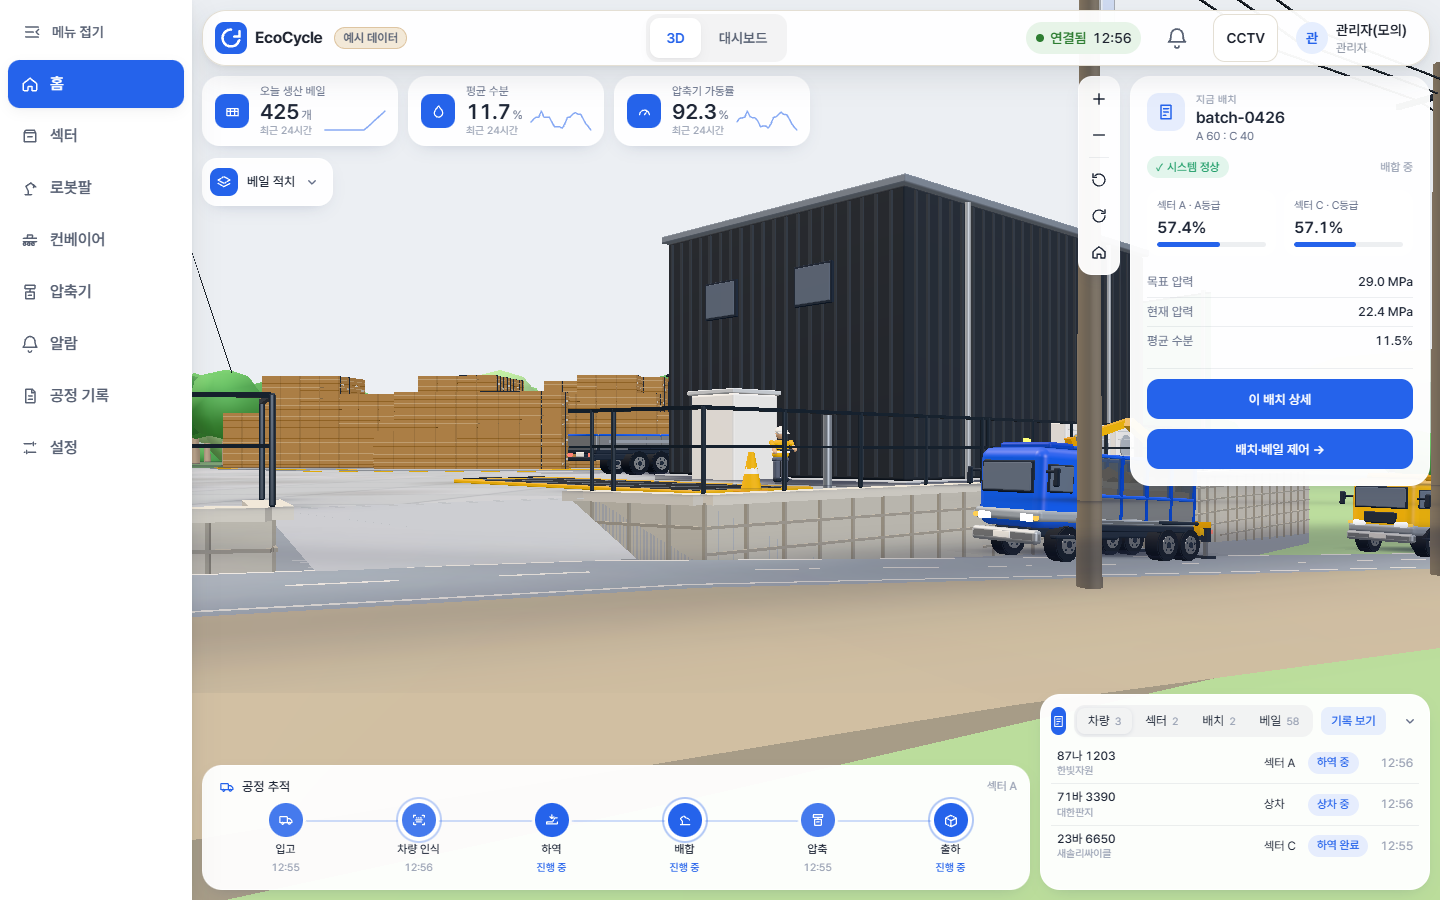 메뉴 접기
홈
섹터
로봇팔
컨베이어
압축기
알람
공정 기록
설정
EcoCycle
예시 데이터
3D
대시보드
연결됨 12:56
CCTV
관
관리자(모의)
관리자
오늘 생산 베일
425개
최근 24시간
평균 수분
11.7%
최근 24시간
압축기 가동률
92.3%
최근 24시간
베일 적치
지금 배치
batch-0426
A 60 : C 40
✓ 시스템 정상
배합 중
섹터 A · A등급
57.4%
섹터 C · C등급
57.1%
목표 압력 29.0 MPa
현재 압력 22.4 MPa
평균 수분 11.5%
이 배치 상세
배치·베일 제어 →
공정 추적
섹터 A
입고
12:55
차량 인식
12:56
하역
진행 중
배합
진행 중
압축
12:55
출하
진행 중
차량 3
섹터 2
배치 2
베일 58
기록 보기
87나 1203
한빛자원
섹터 A
하역 중
12:56
71바 3390
대한판지
상차
상차 중
12:56
23바 6650
새솔리싸이클
섹터 C
하역 완료
12:55